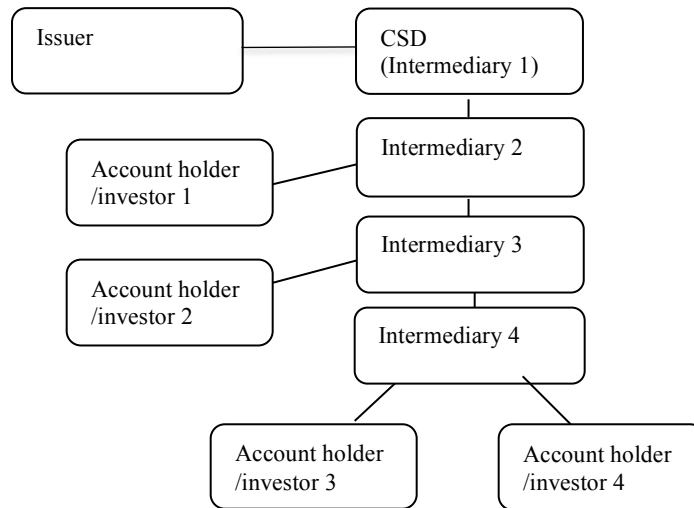 Issuer
CSD
(Intermediary 1)
Intermediary 2
Account holder
/investor 1
Intermediary 3
Account holder
/investor 2
Intermediary 4
Account holder
/investor 3
Account holder
/investor 4